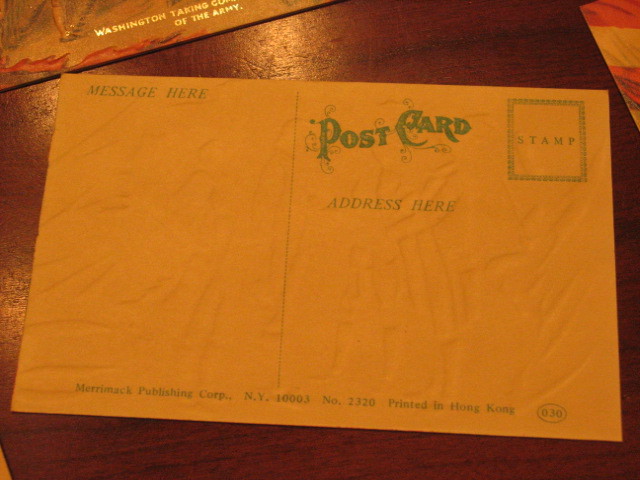 WASHINGTON TAKING
OF THE ARMY.
MESSAGE HERE
POST CARD
STAMP
ADDRESS HERE
Merrimack Publishing Corp., N.Y. 10003 No. 2320 Printed in Hong Kong 030